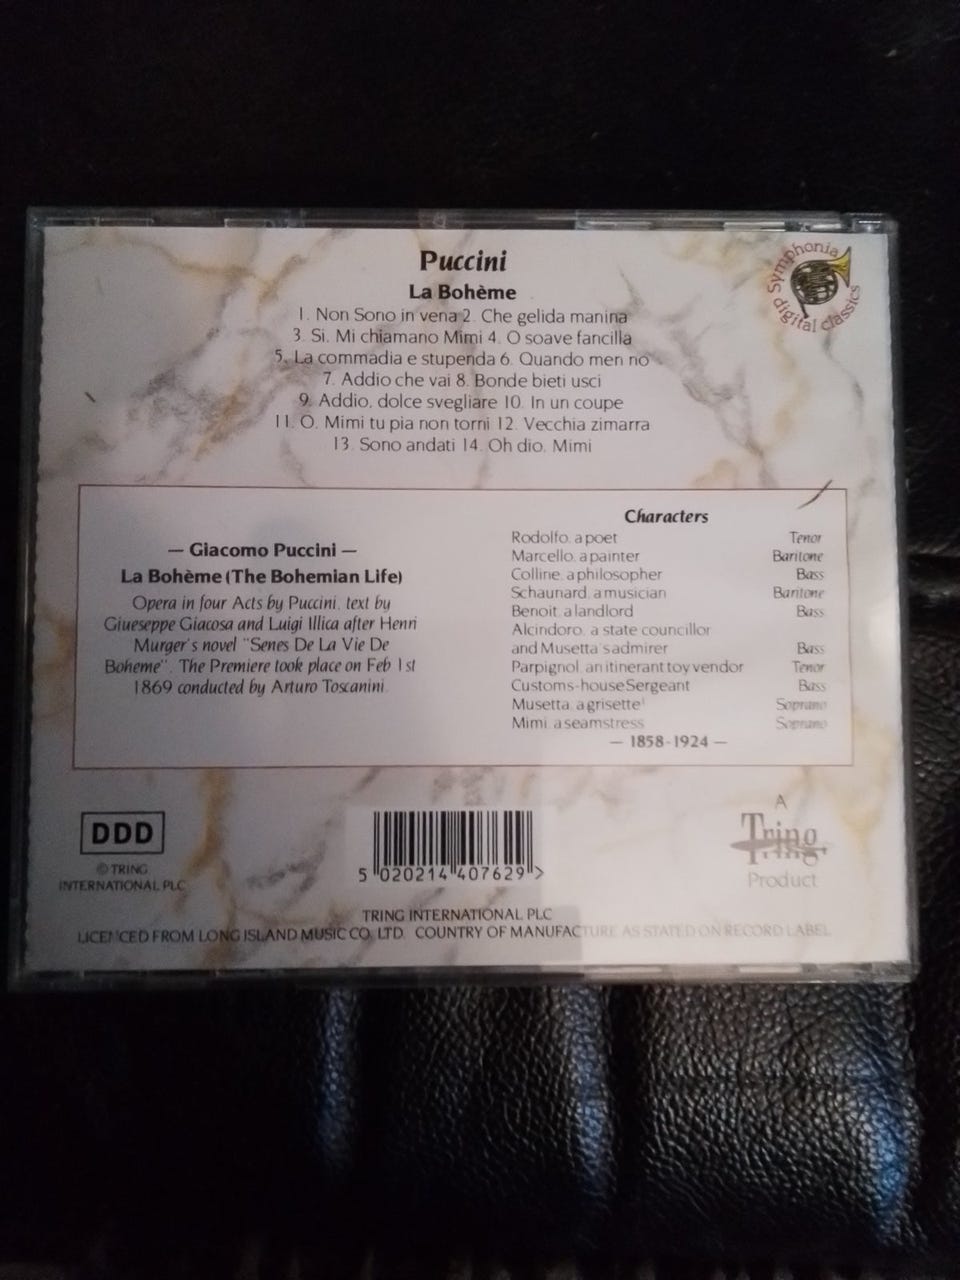 Puccini
La Bohème
1. Non Sono in vena 2. Che gelida manina
3. Si. Mi chiamano Mimi 4. O soave fancilla
5. La commadia e stupenda 6. Quando men no
7. Addio che vai 8. Bonde bieti usci
9. Addio, dolce svegliare 10. In un coupe
11. O. Mimi tu pia non torni 12. Vecchia zimarra
13. Sono andati 14. Oh dio. Mimi
Symphonia
digital classics
— Giacomo Puccini —
La Bohème (The Bohemian Life)
Opera in four Acts by Puccini, text by
Giueseppe Giacosa and Luigi Illica after Henri
Murger's novel "Senes De La Vie De
Boheme". The Premiere took place on Feb 1st
1869 conducted by Arturo Toscanini.
Characters
Rodolfo, a poet Tenor
Marcello, a painter Baritone
Colline, a philosopher Bass
Schaunard, a musician Baritone
Benoit, a landlord Bass
Alcindoro, a state councillor
and Musetta's admirer Bass
Parpignol, an itinerant toy vendor Tenor
Customs-house Sergeant Bass
Musetta, a grisette' Soprano
Mimi, a seamstress Soprano
— 1858-1924 —
DDD
© TRING
INTERNATIONAL PLC
5 020214 407629 >
A
Tring
Product
TRING INTERNATIONAL PLC
LICENCED FROM LONG ISLAND MUSIC CO. LTD. COUNTRY OF MANUFACTURE AS STATED ON RECORD LABEL